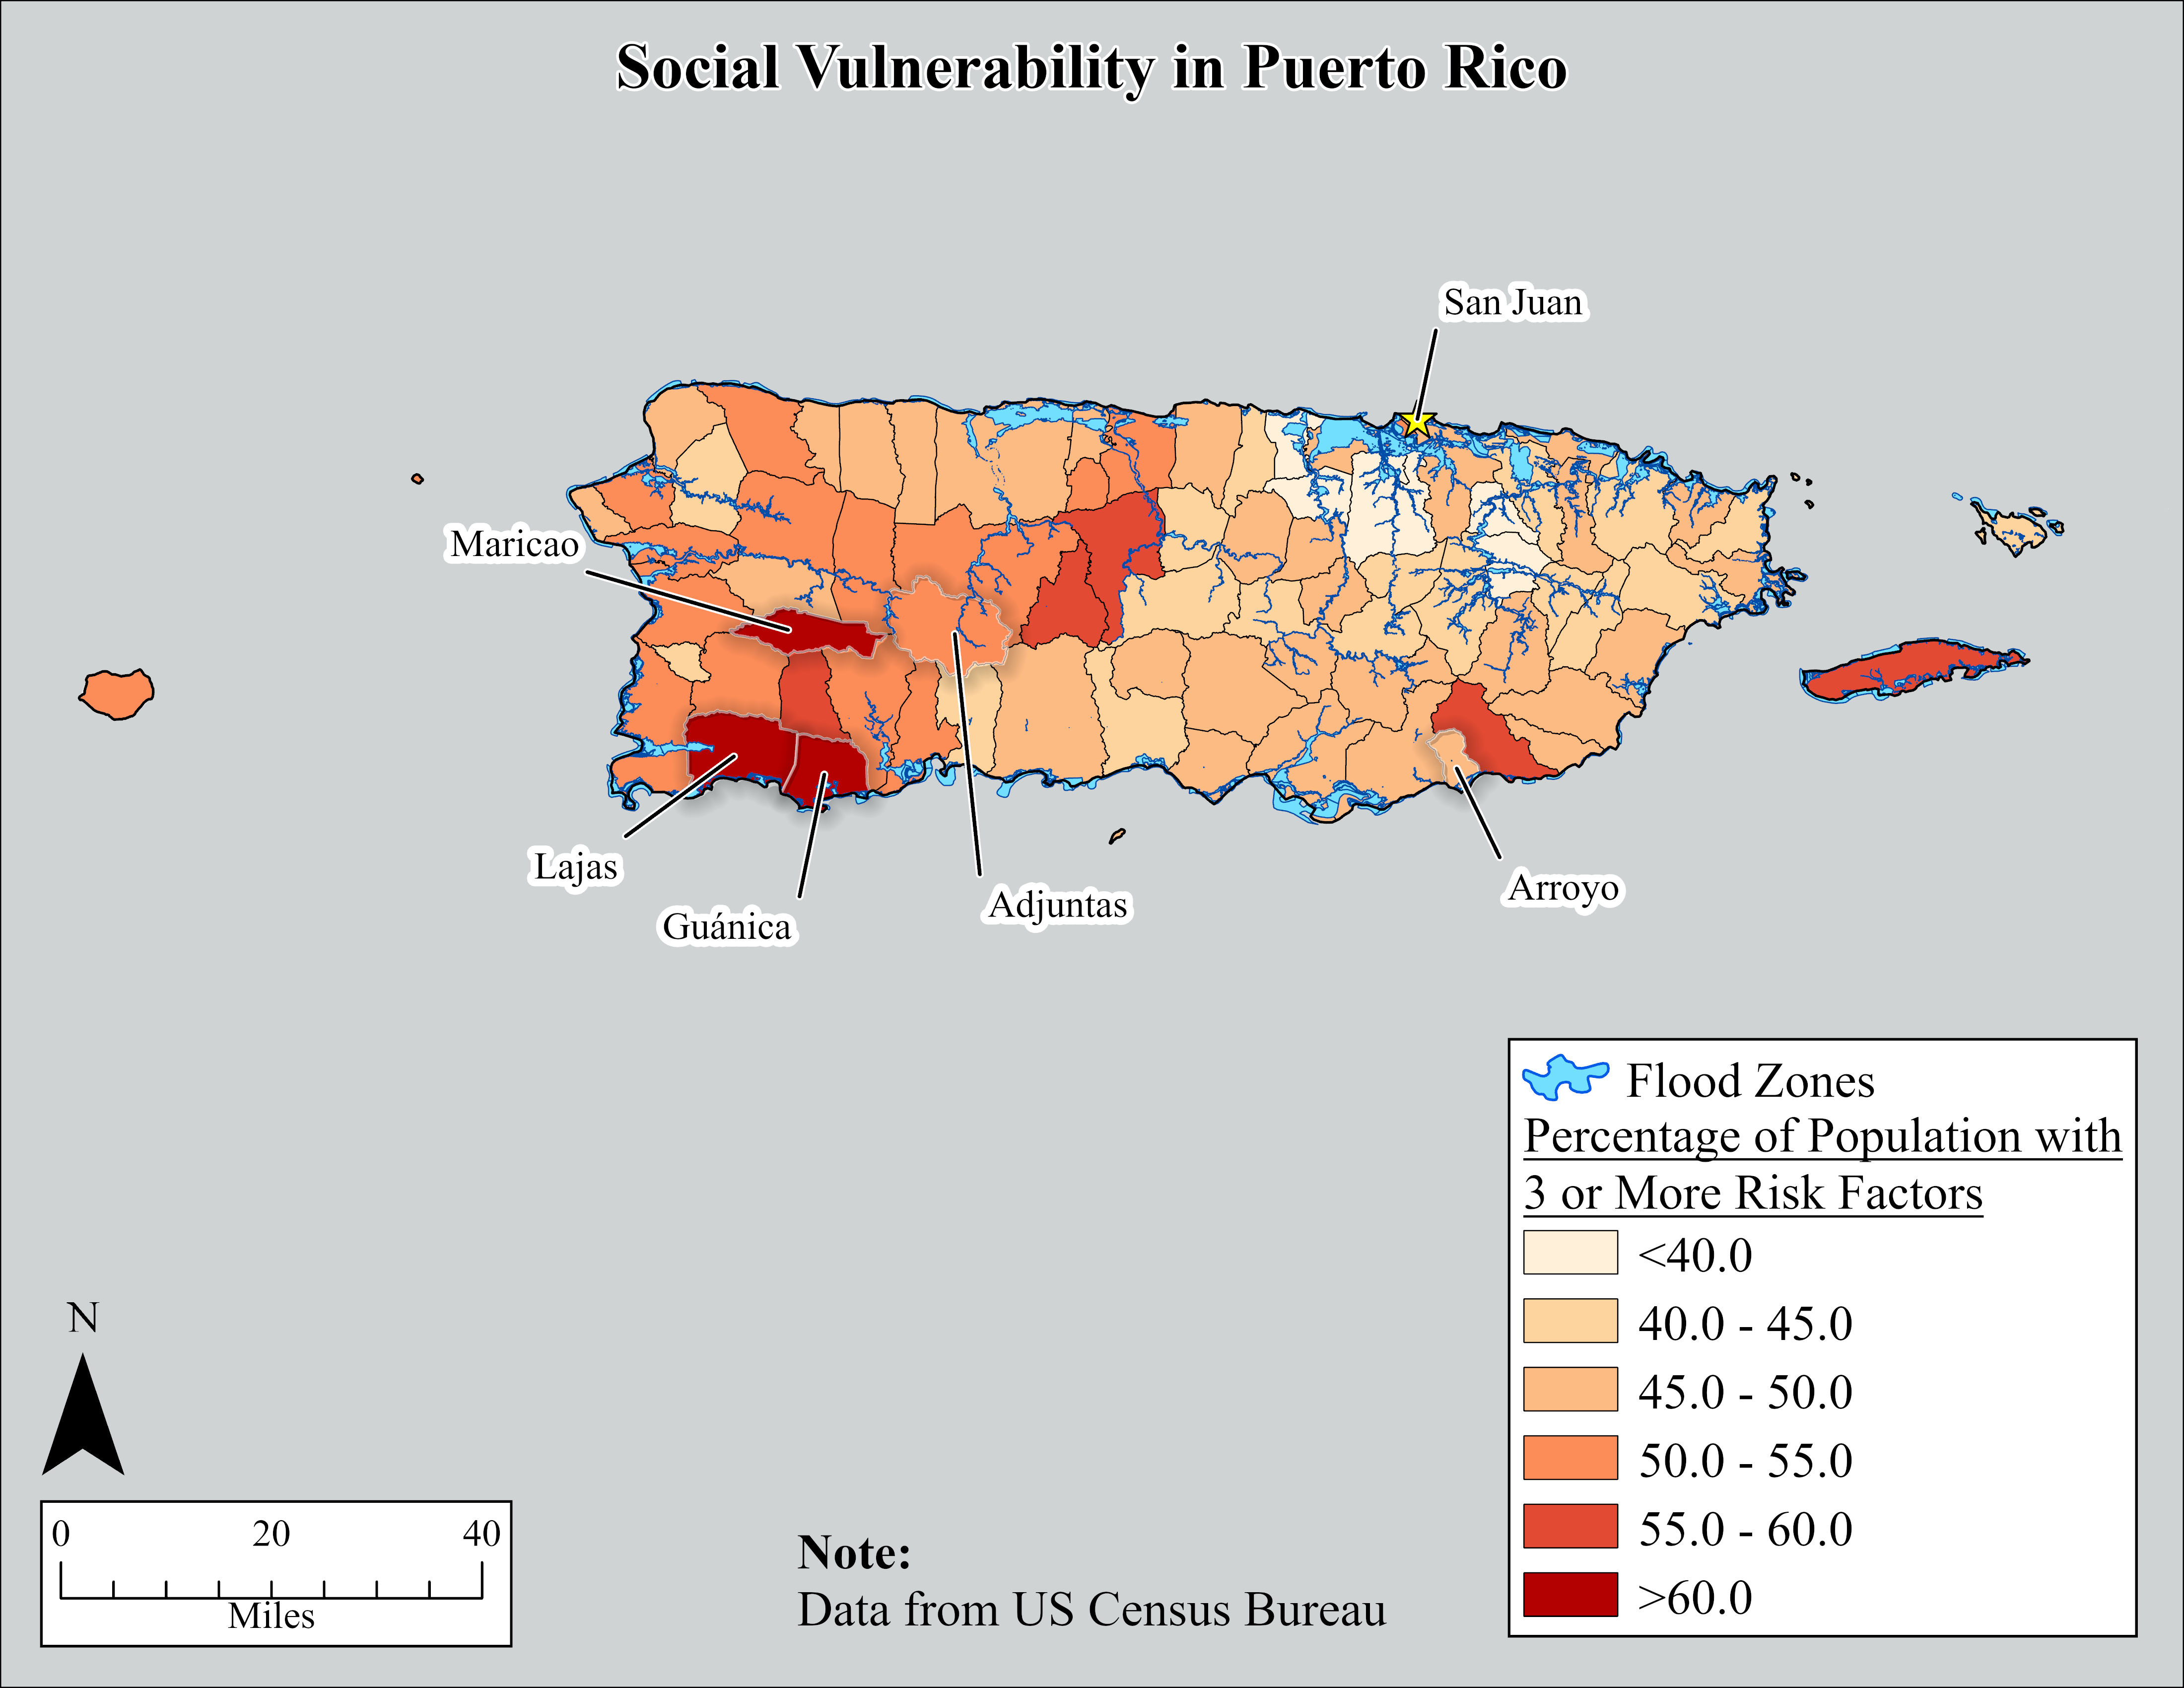 Social Vulnerability in Puerto Rico
San Juan
Maricao
Lajas
Guánica
Adjuntas
Arroyo
Flood Zones
Percentage of Population with
3 or More Risk Factors
<40.0
40.0 - 45.0
45.0 - 50.0
50.0 - 55.0
55.0 - 60.0
>60.0
N
0 20 40
Miles
Note:
Data from US Census Bureau